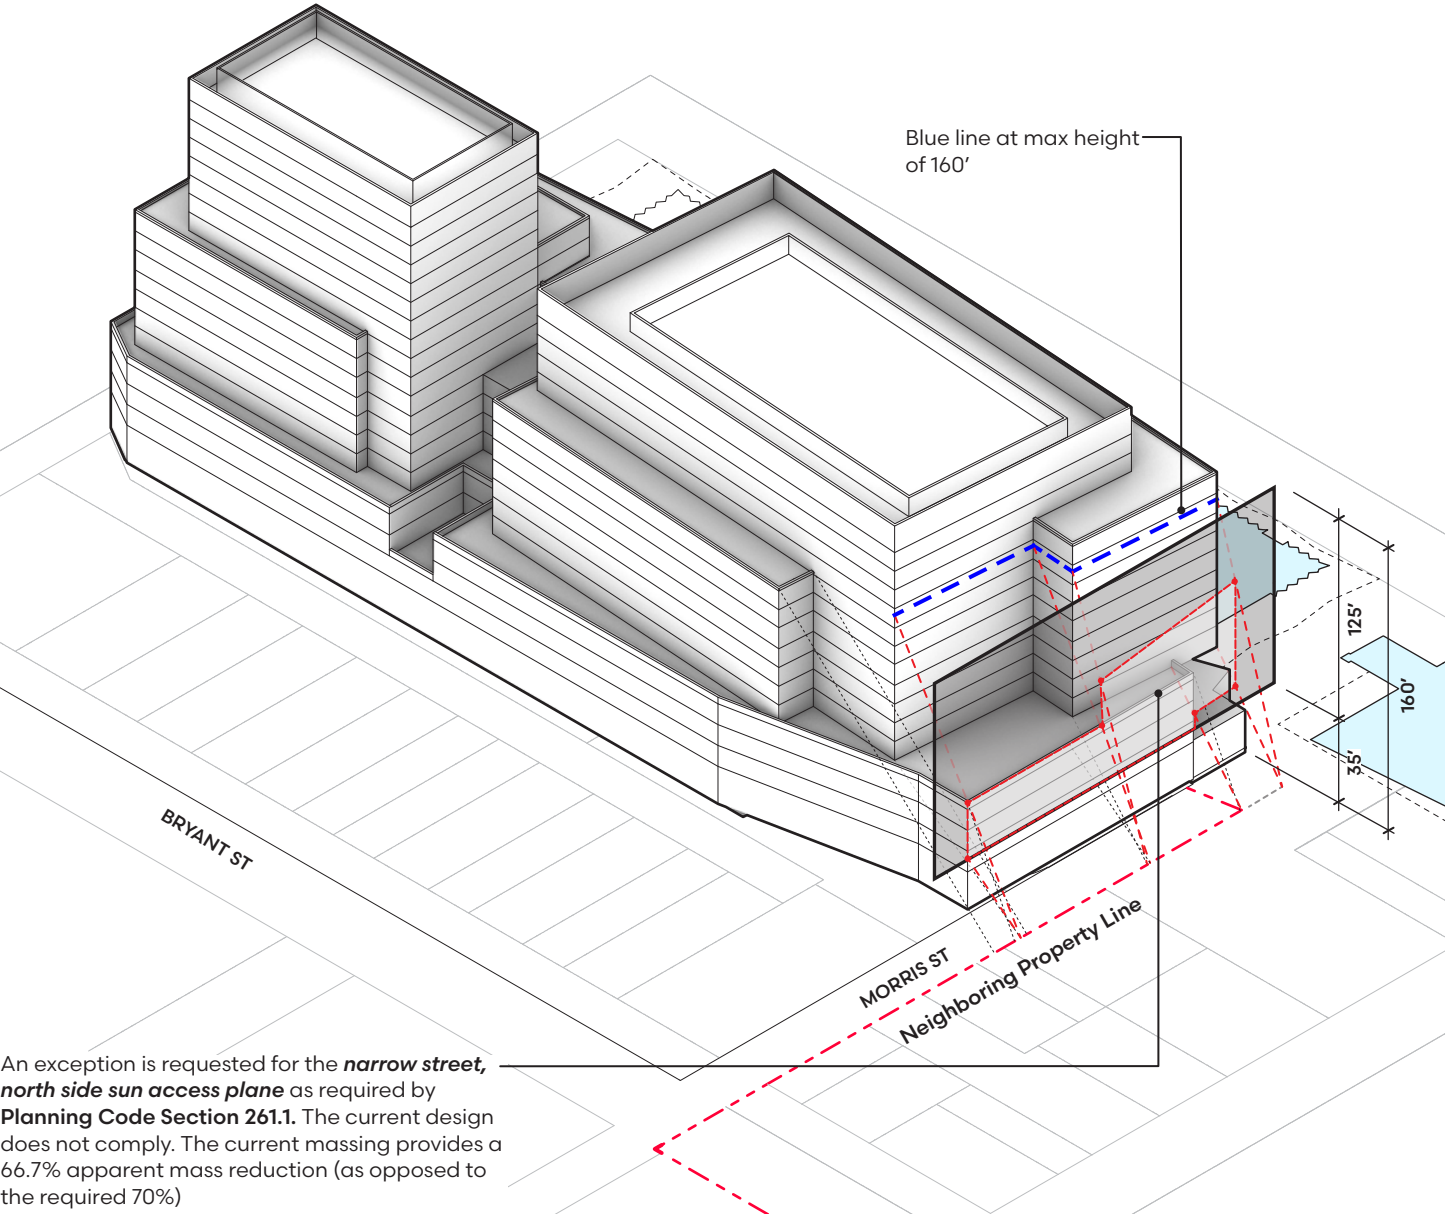 Blue line at max height
of 160'
125'
160'
35'
BRYANT ST
MORRIS ST
Neighboring Property Line
An exception is requested for the narrow street,
north side sun access plane as required by
Planning Code Section 261.1. The current design
does not comply. The current massing provides a
66.7% apparent mass reduction (as opposed to
the required 70%)